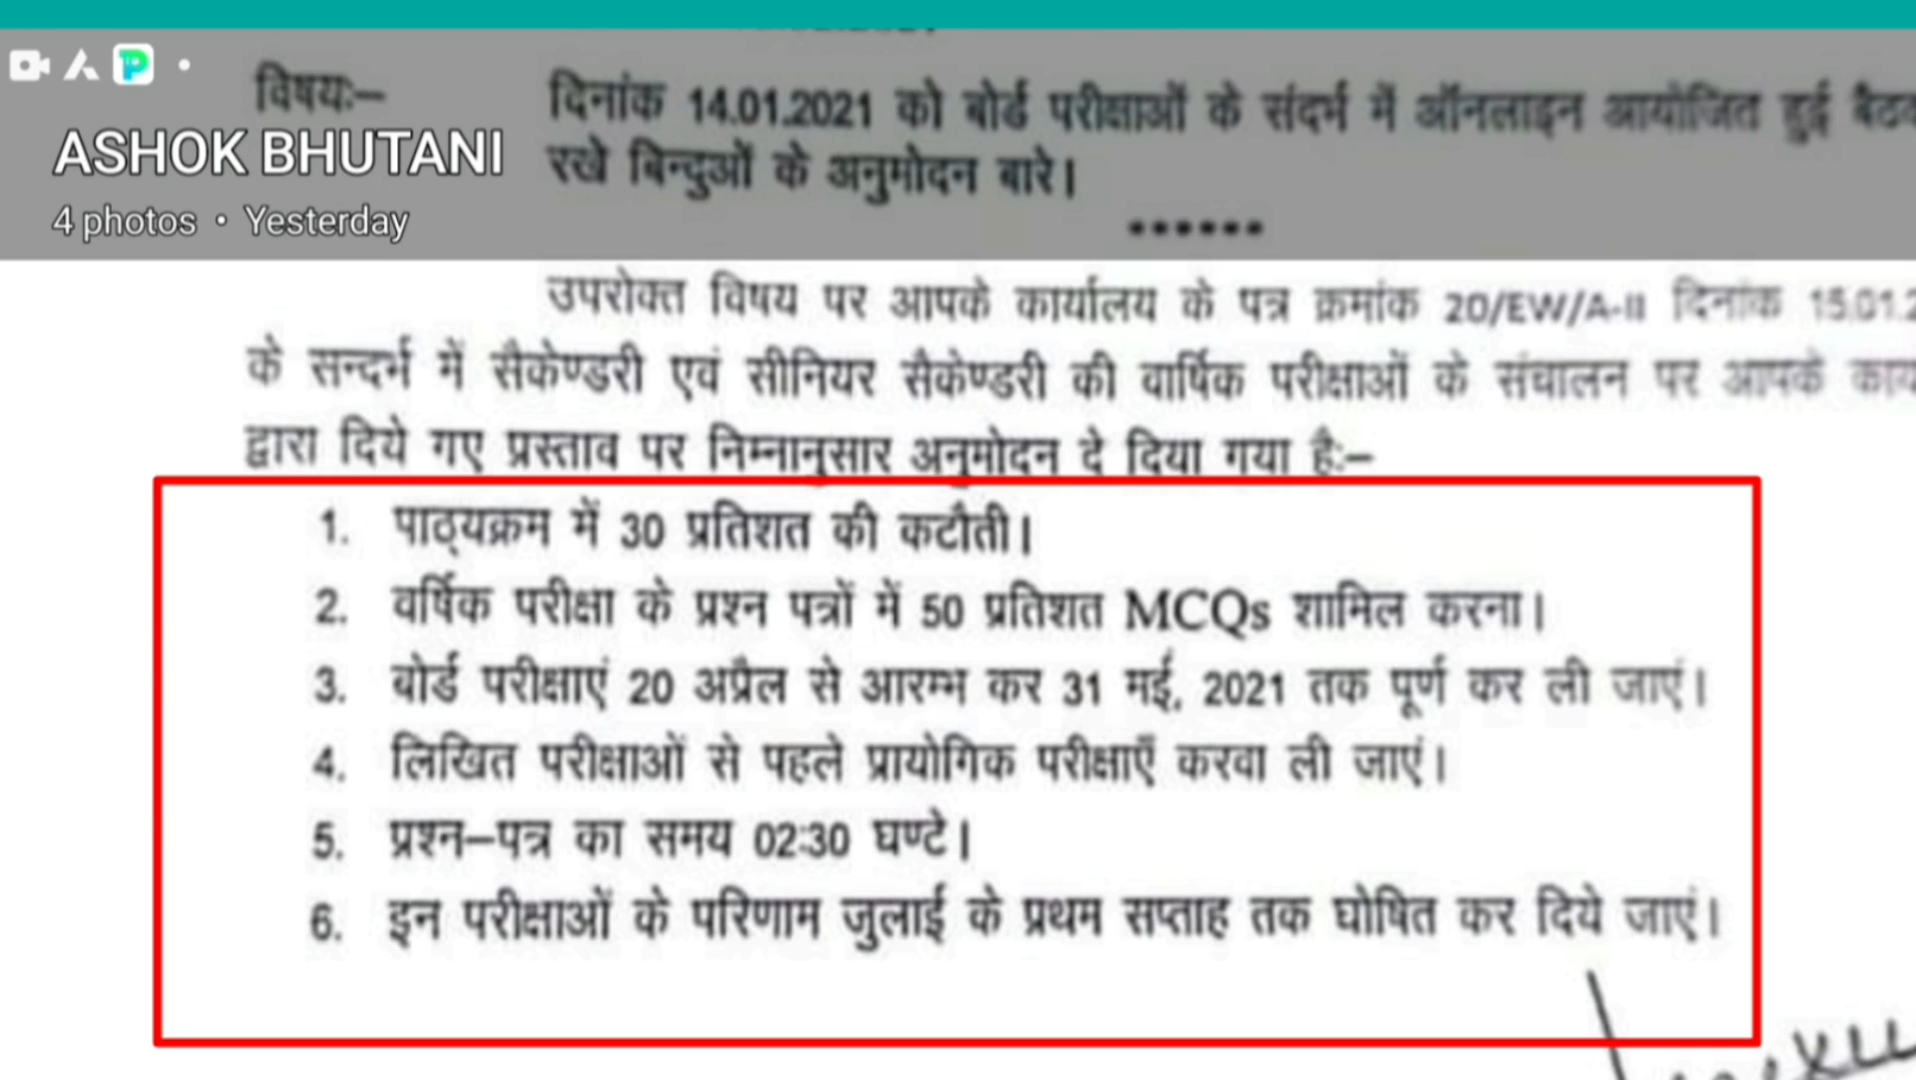 विषयः–
दिनांक 14.01.2021 को बोर्ड परीक्षाओं के संदर्भ में ऑनलाइन आयोजित हुई
ASHOK BHUTANI
रखे बिन्दुओं के अनुमोदन बारे।
4 photos • Yesterday
••••••
उपरोक्त विषय पर आपके कार्यालय के पत्र क्रमांक 20/EW/A-II दिनांक 15.01.2
के सन्दर्भ में सैकेण्डरी एवं सीनियर सैकेण्डरी की वार्षिक परीक्षाओं के संचालन पर आपके
द्वारा दिये गए प्रस्ताव पर निम्नानुसार अनुमोदन दे दिया गया है:–
1. पाठ्यक्रम में 30 प्रतिशत की कटौती।
2. वर्षिक परीक्षा के प्रश्न पत्रों में 50 प्रतिशत MCQs शामिल करना।
3. बोर्ड परीक्षाएं 20 अप्रैल से आरम्भ कर 31 मई, 2021 तक पूर्ण कर ली जाएं।
4. लिखित परीक्षाओं से पहले प्रायोगिक परीक्षाएँ करवा ली जाएं।
5. प्रश्न–पत्र का समय 02:30 घण्टे।
6. इन परीक्षाओं के परिणाम जुलाई के प्रथम सप्ताह तक घोषित कर दिये जाएं।